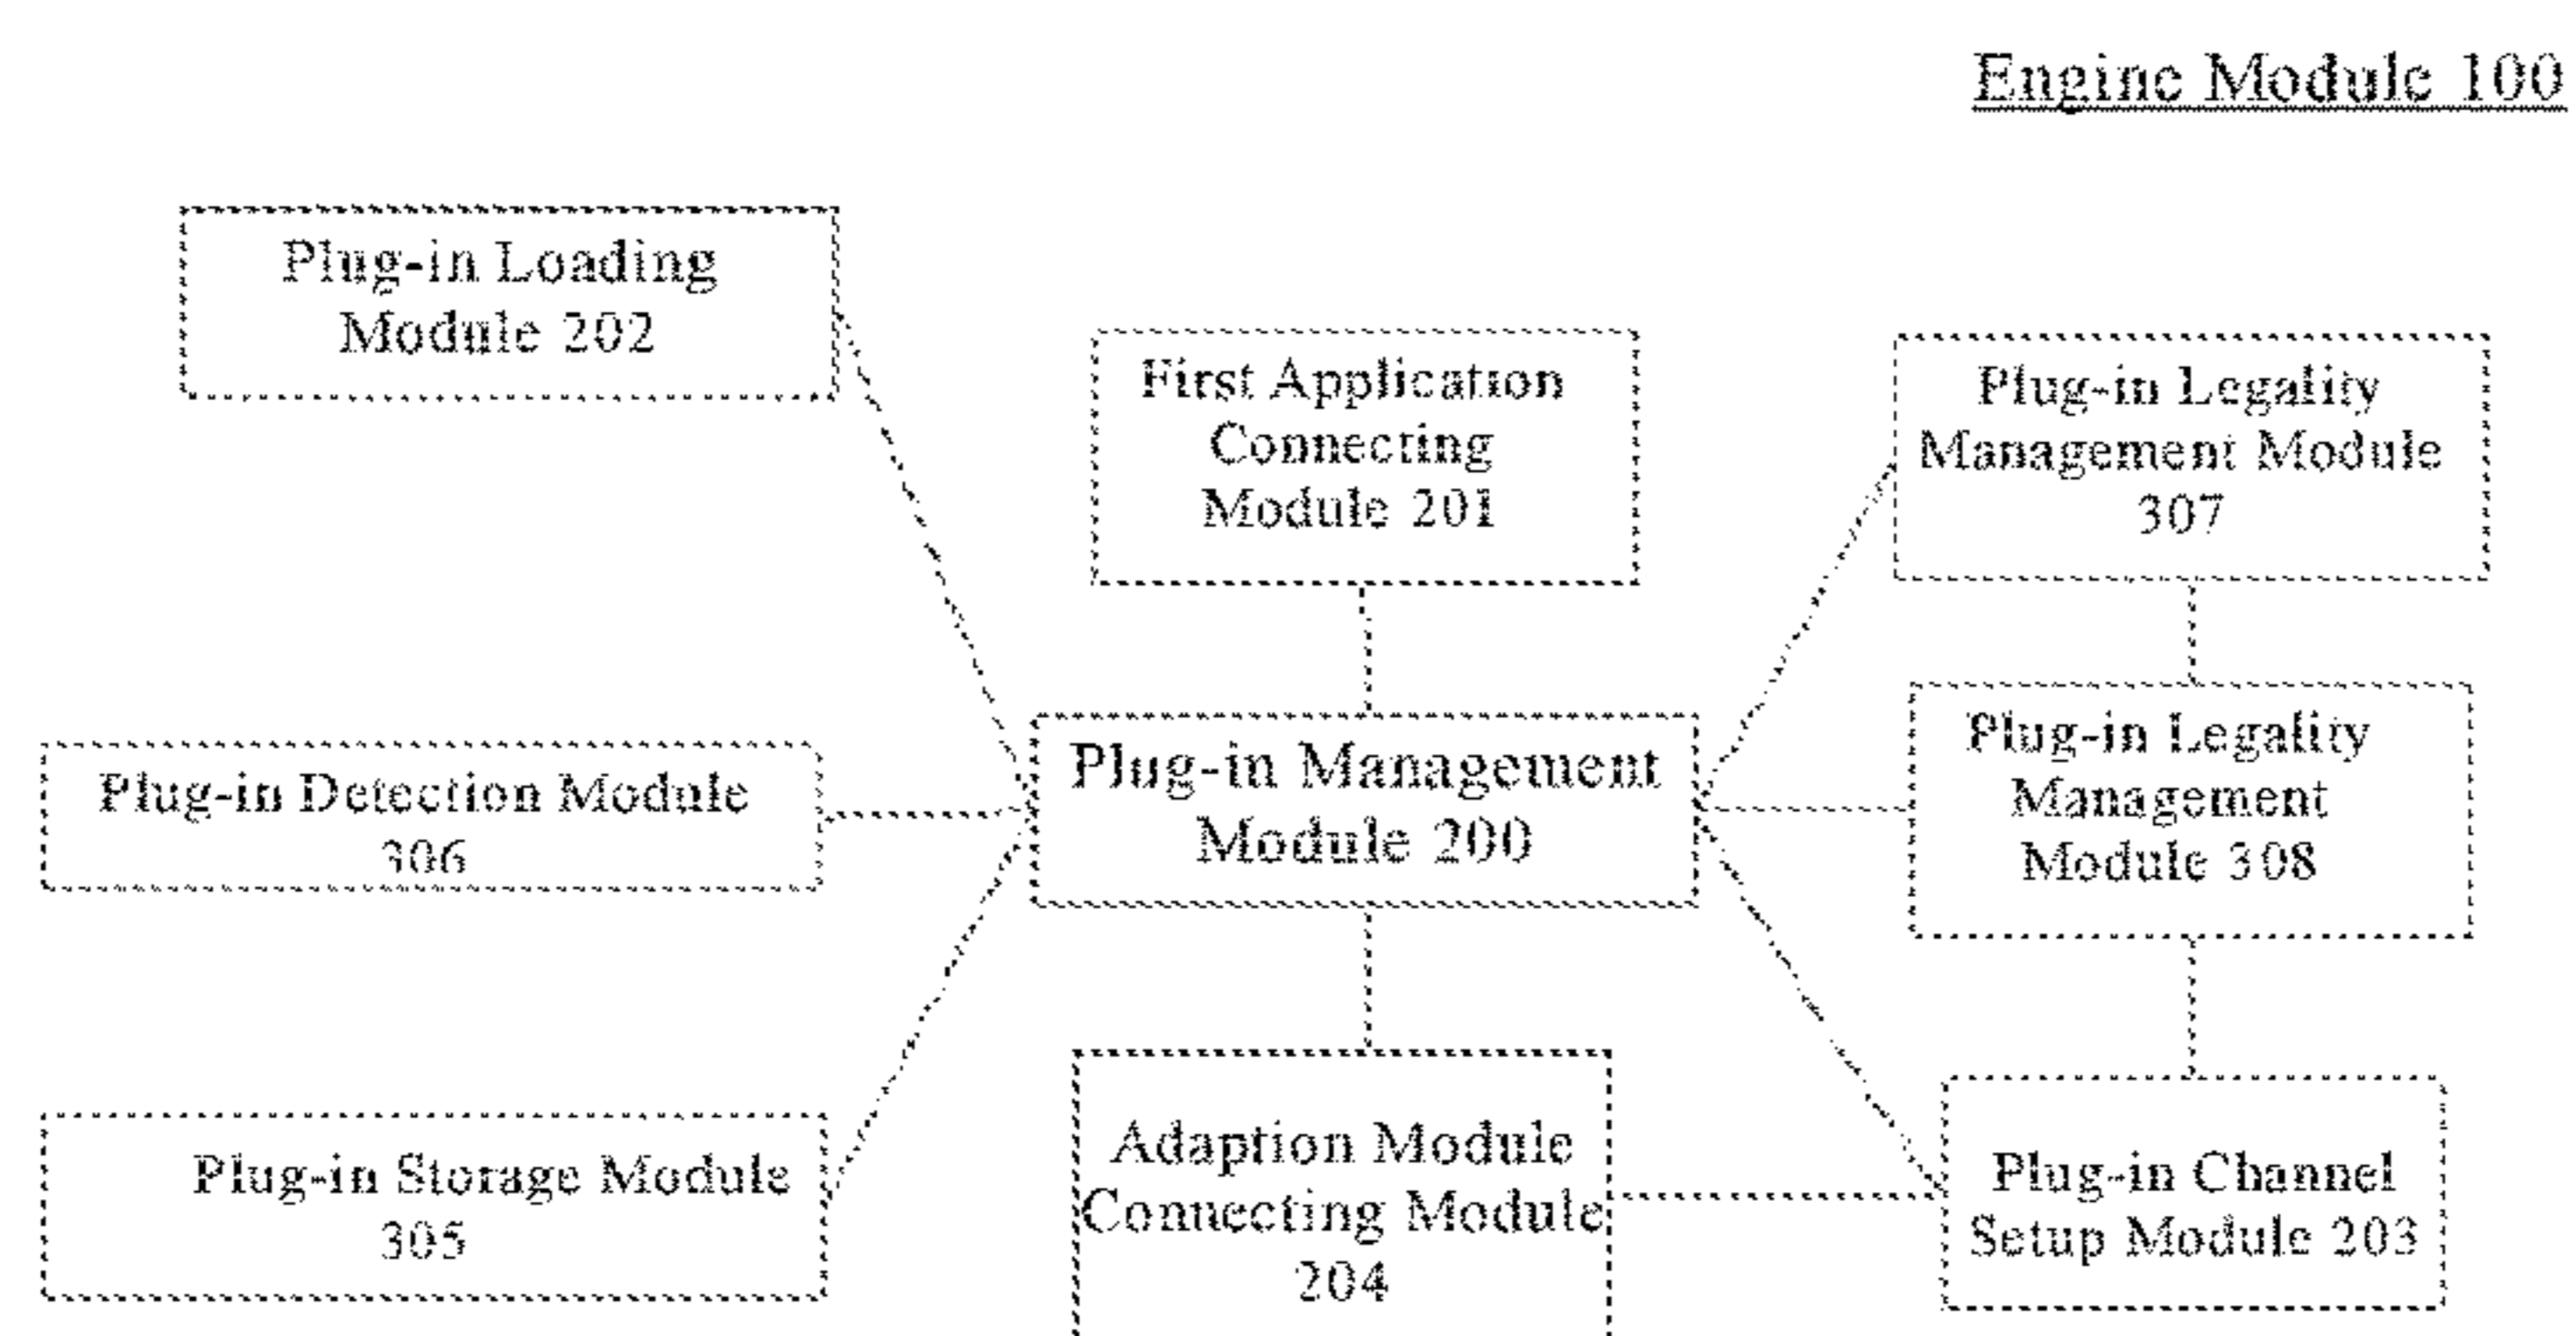 Engine Module 100
Plug-in Loading
Module 202
First Application
Connecting
Module 201
Plug-in Legality
Management Module
307
Plug-in Detection Module
306
Plug-in Management
Module 200
Plug-in Legality
Management
Module 308
Plug-in Storage Module
305
Adaption Module
Connecting Module
204
Plug-in Channel
Setup Module 203